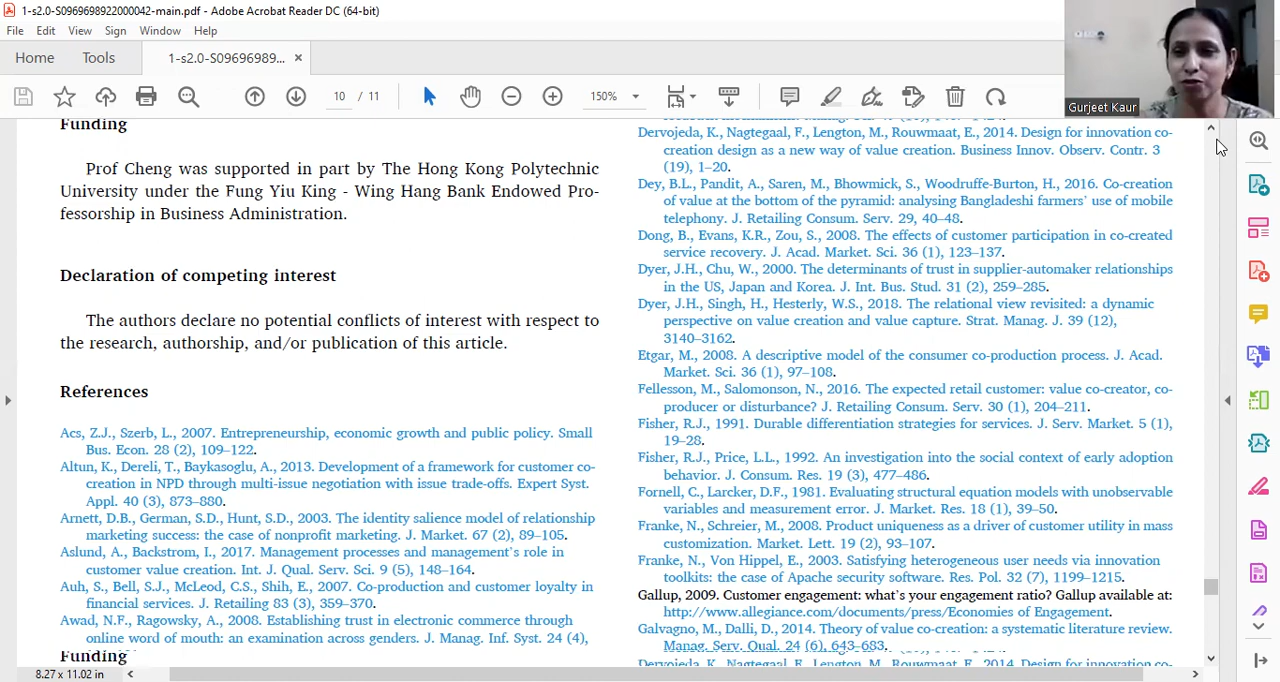 1-s2.0-S0969698922000042-main.pdf - Adobe Acrobat Reader DC (64-bit)
File Edit View Sign Window Help
Home Tools 1-s2.0-S09696989... ×
10 / 11 150%
Gurjeet Kaur
Funding
Prof Cheng was supported in part by The Hong Kong Polytechnic
University under the Fung Yiu King - Wing Hang Bank Endowed Pro-
fessorship in Business Administration.
Declaration of competing interest
The authors declare no potential conflicts of interest with respect to
the research, authorship, and/or publication of this article.
References
Acs, Z.J., Szerb, L., 2007. Entrepreneurship, economic growth and public policy. Small
Bus. Econ. 28 (2), 109–122.
Altun, K., Dereli, T., Baykasoglu, A., 2013. Development of a framework for customer co-
creation in NPD through multi-issue negotiation with issue trade-offs. Expert Syst.
Appl. 40 (3), 873–880.
Arnett, D.B., German, S.D., Hunt, S.D., 2003. The identity salience model of relationship
marketing success: the case of nonprofit marketing. J. Market. 67 (2), 89–105.
Aslund, A., Backstrom, I., 2017. Management processes and management's role in
customer value creation. Int. J. Qual. Serv. Sci. 9 (5), 148–164.
Auh, S., Bell, S.J., McLeod, C.S., Shih, E., 2007. Co-production and customer loyalty in
financial services. J. Retailing 83 (3), 359–370.
Awad, N.F., Ragowsky, A., 2008. Establishing trust in electronic commerce through
online word of mouth: an examination across genders. J. Manag. Inf. Syst. 24 (4),
Funding
Dervojeda, K., Nagtegaal, F., Lengton, M., Rouwmaat, E., 2014. Design for innovation co-
creation design as a new way of value creation. Business Innov. Observ. Contr. 3
(19), 1–20.
Dey, B.L., Pandit, A., Saren, M., Bhowmick, S., Woodruffe-Burton, H., 2016. Co-creation
of value at the bottom of the pyramid: analysing Bangladeshi farmers' use of mobile
telephony. J. Retailing Consum. Serv. 29, 40–48.
Dong, B., Evans, K.R., Zou, S., 2008. The effects of customer participation in co-created
service recovery. J. Acad. Market. Sci. 36 (1), 123–137.
Dyer, J.H., Chu, W., 2000. The determinants of trust in supplier-automaker relationships
in the US, Japan and Korea. J. Int. Bus. Stud. 31 (2), 259–285.
Dyer, J.H., Singh, H., Hesterly, W.S., 2018. The relational view revisited: a dynamic
perspective on value creation and value capture. Strat. Manag. J. 39 (12),
3140–3162.
Etgar, M., 2008. A descriptive model of the consumer co-production process. J. Acad.
Market. Sci. 36 (1), 97–108.
Fellesson, M., Salomonson, N., 2016. The expected retail customer: value co-creator, co-
producer or disturbance? J. Retailing Consum. Serv. 30 (1), 204–211.
Fisher, R.J., 1991. Durable differentiation strategies for services. J. Serv. Market. 5 (1),
19–28.
Fisher, R.J., Price, L.L., 1992. An investigation into the social context of early adoption
behavior. J. Consum. Res. 19 (3), 477–486.
Fornell, C., Larcker, D.F., 1981. Evaluating structural equation models with unobservable
variables and measurement error. J. Market. Res. 18 (1), 39–50.
Franke, N., Schreier, M., 2008. Product uniqueness as a driver of customer utility in mass
customization. Market. Lett. 19 (2), 93–107.
Franke, N., Von Hippel, E., 2003. Satisfying heterogeneous user needs via innovation
toolkits: the case of Apache security software. Res. Pol. 32 (7), 1199–1215.
Gallup, 2009. Customer engagement: what's your engagement ratio? Gallup available at:
http://www.allegiance.com/documents/press/Economies of Engagement.
Galvagno, M., Dalli, D., 2014. Theory of value co-creation: a systematic literature review.
Manag. Serv. Qual. 24 (6), 643–683.
Dervojeda, K., Nagtegaal, F., Lengton, M., Rouwmaat, E., 2014. Design for innovation co-
8.27 x 11.02 in